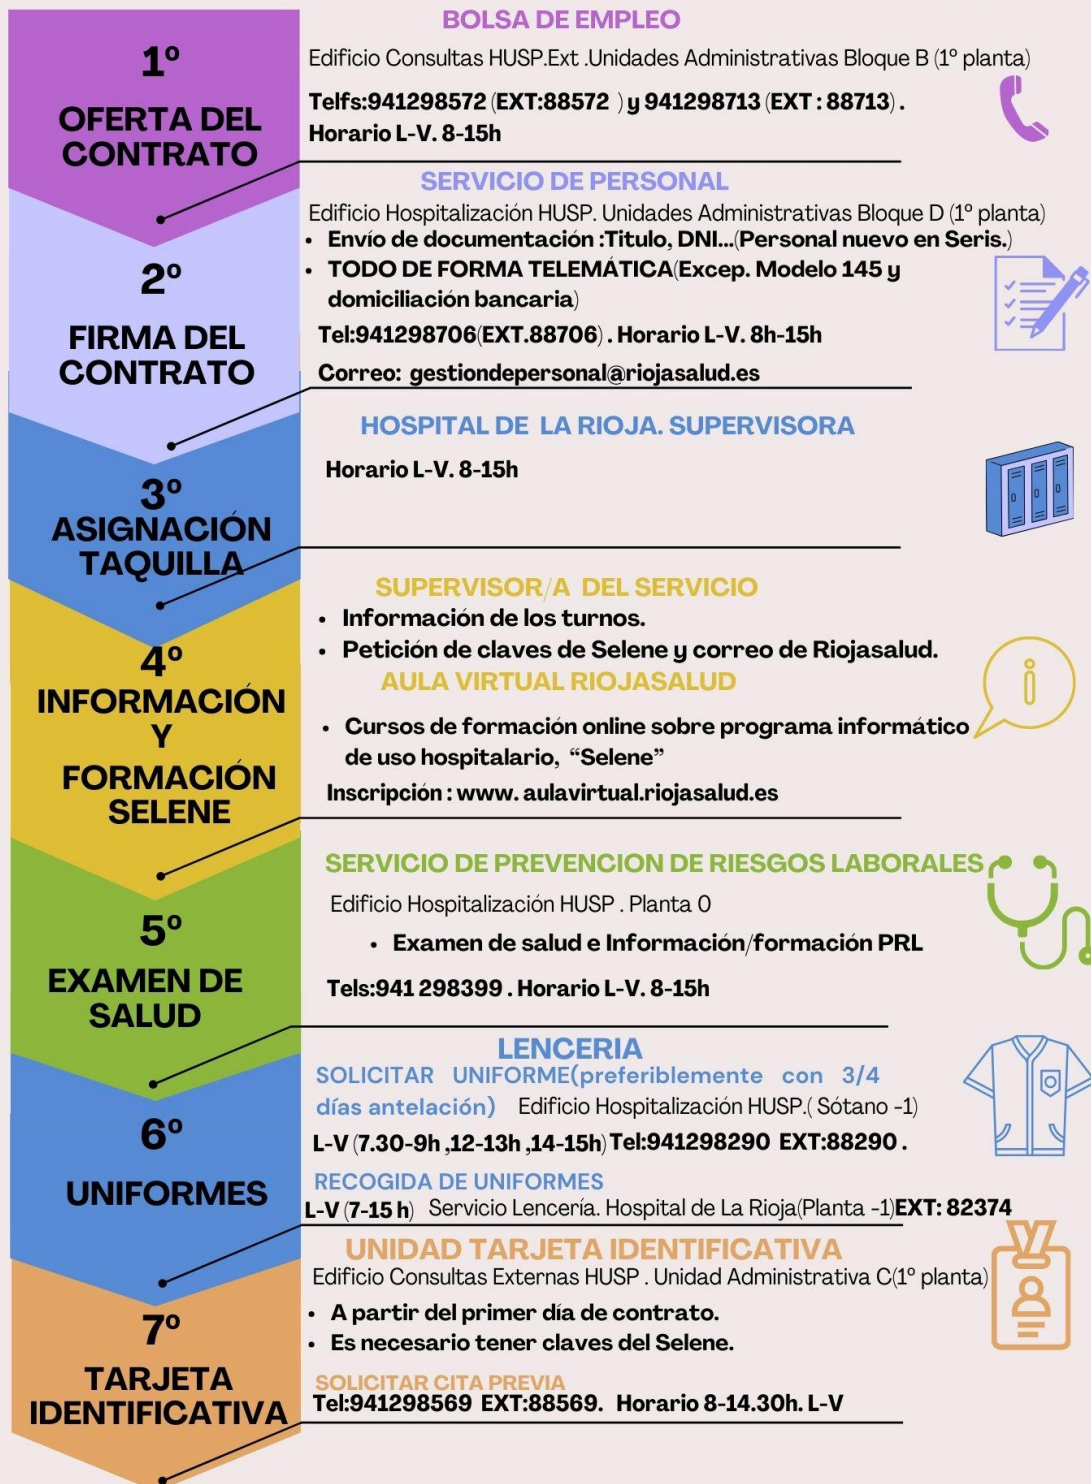 1º
OFERTA DEL
CONTRATO
BOLSA DE EMPLEO
Edificio Consultas HUSP.Ext .Unidades Administrativas Bloque B (1º planta)
Telfs:941298572 (EXT:88572 ) y 941298713 (EXT : 88713) .
Horario L-V. 8-15h
2º
FIRMA DEL
CONTRATO
SERVICIO DE PERSONAL
Edificio Hospitalización HUSP. Unidades Administrativas Bloque D (1º planta)
• Envío de documentación :Titulo, DNI...(Personal nuevo en Seris.)
• TODO DE FORMA TELEMÁTICA(Excep. Modelo 145 y
domiciliación bancaria)
Tel:941298706(EXT.88706) . Horario L-V. 8h-15h
Correo: gestiondepersonal@riojasalud.es
3º
ASIGNACIÓN
TAQUILLA
HOSPITAL DE LA RIOJA. SUPERVISORA
Horario L-V. 8-15h
4º
INFORMACIÓN
Y
FORMACIÓN
SELENE
SUPERVISOR/A DEL SERVICIO
• Información de los turnos.
• Petición de claves de Selene y correo de Riojasalud.
AULA VIRTUAL RIOJASALUD
• Cursos de formación online sobre programa informático
de uso hospitalario, “Selene”
Inscripción : www. aulavirtual.riojasalud.es
5º
EXAMEN DE
SALUD
SERVICIO DE PREVENCION DE RIESGOS LABORALES
Edificio Hospitalización HUSP . Planta 0
• Examen de salud e Información/formación PRL
Tels:941 298399 . Horario L-V. 8-15h
6º
UNIFORMES
LENCERIA
SOLICITAR UNIFORME(preferiblemente con 3/4
días antelación) Edificio Hospitalización HUSP.( Sótano -1)
L-V (7.30-9h ,12-13h ,14-15h) Tel:941298290 EXT:88290 .
RECOGIDA DE UNIFORMES
L-V (7-15 h) Servicio Lencería. Hospital de La Rioja(Planta -1)EXT: 82374
7º
TARJETA
IDENTIFICATIVA
UNIDAD TARJETA IDENTIFICATIVA
Edificio Consultas Externas HUSP . Unidad Administrativa C(1º planta)
• A partir del primer día de contrato.
• Es necesario tener claves del Selene.
SOLICITAR CITA PREVIA
Tel:941298569 EXT:88569. Horario 8-14.30h. L-V